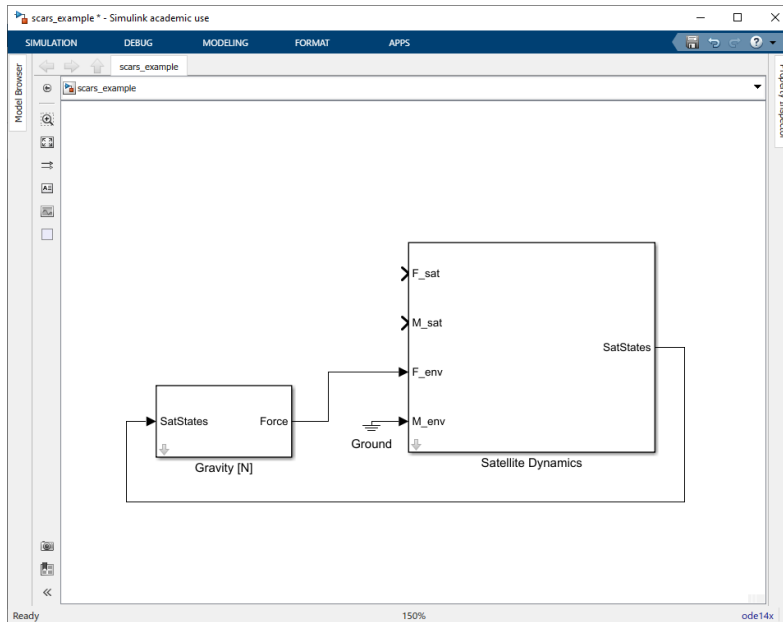 scars_example * - Simulink academic use
SIMULATION DEBUG MODELING FORMAT APPS
scars_example
scars_example
Model Browser
Property Inspector
F_sat
M_sat
SatStates
F_env
SatStates Force
M_env
Ground
Gravity [N]
Satellite Dynamics
Ready 150% ode14x